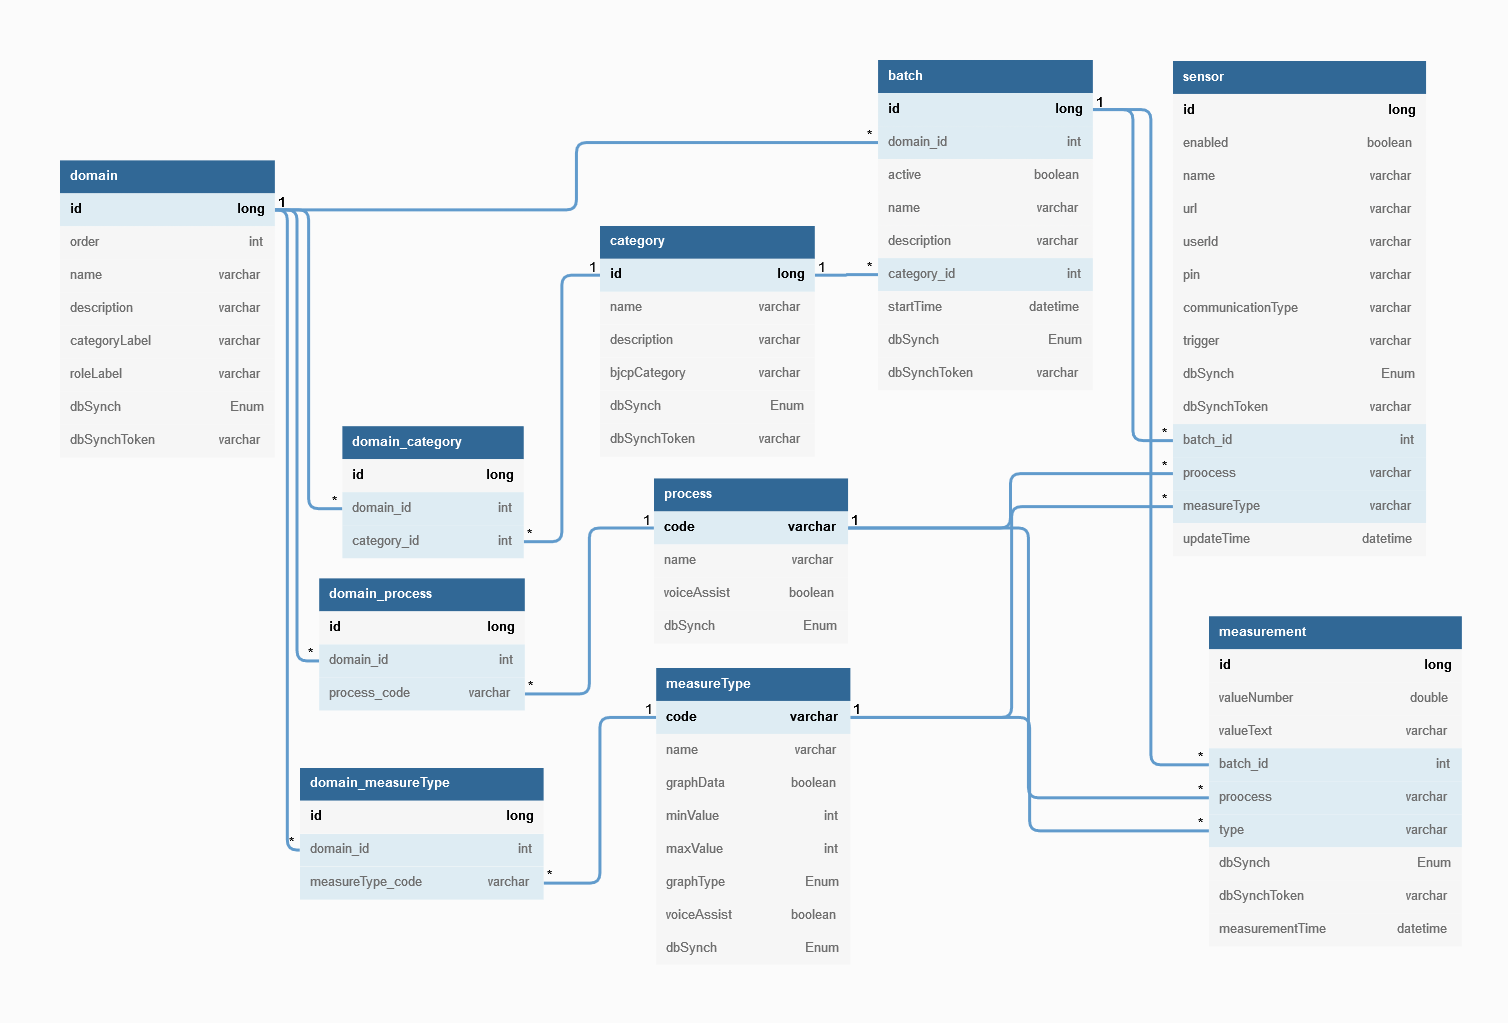 domain
id long
order int
name varchar
description varchar
categoryLabel varchar
roleLabel varchar
dbSynch Enum
dbSynchToken varchar
1
domain_category
id long
* domain_id int
category_id int *
domain_process
id long
* domain_id int
process_code varchar *
domain_measureType
id long
* domain_id int
measureType_code varchar *
category
1 id long 1
name varchar
description varchar
bjcpCategory varchar
dbSynch Enum
dbSynchToken varchar
process
1 code varchar 1
name varchar
voiceAssist boolean
dbSynch Enum
measureType
1 code varchar 1
name varchar
graphData boolean
minValue int
maxValue int
graphType Enum
voiceAssist boolean
dbSynch Enum
batch
id long 1
* domain_id int
active boolean
name varchar
description varchar
* category_id int
startTime datetime
dbSynch Enum
dbSynchToken varchar
sensor
id long
enabled boolean
name varchar
url varchar
userId varchar
pin varchar
communicationType varchar
trigger varchar
dbSynch Enum
dbSynchToken varchar
* batch_id int
* proocess varchar
* measureType varchar
updateTime datetime
measurement
id long
valueNumber double
valueText varchar
* batch_id int
* proocess varchar
* type varchar
dbSynch Enum
dbSynchToken varchar
measurementTime datetime